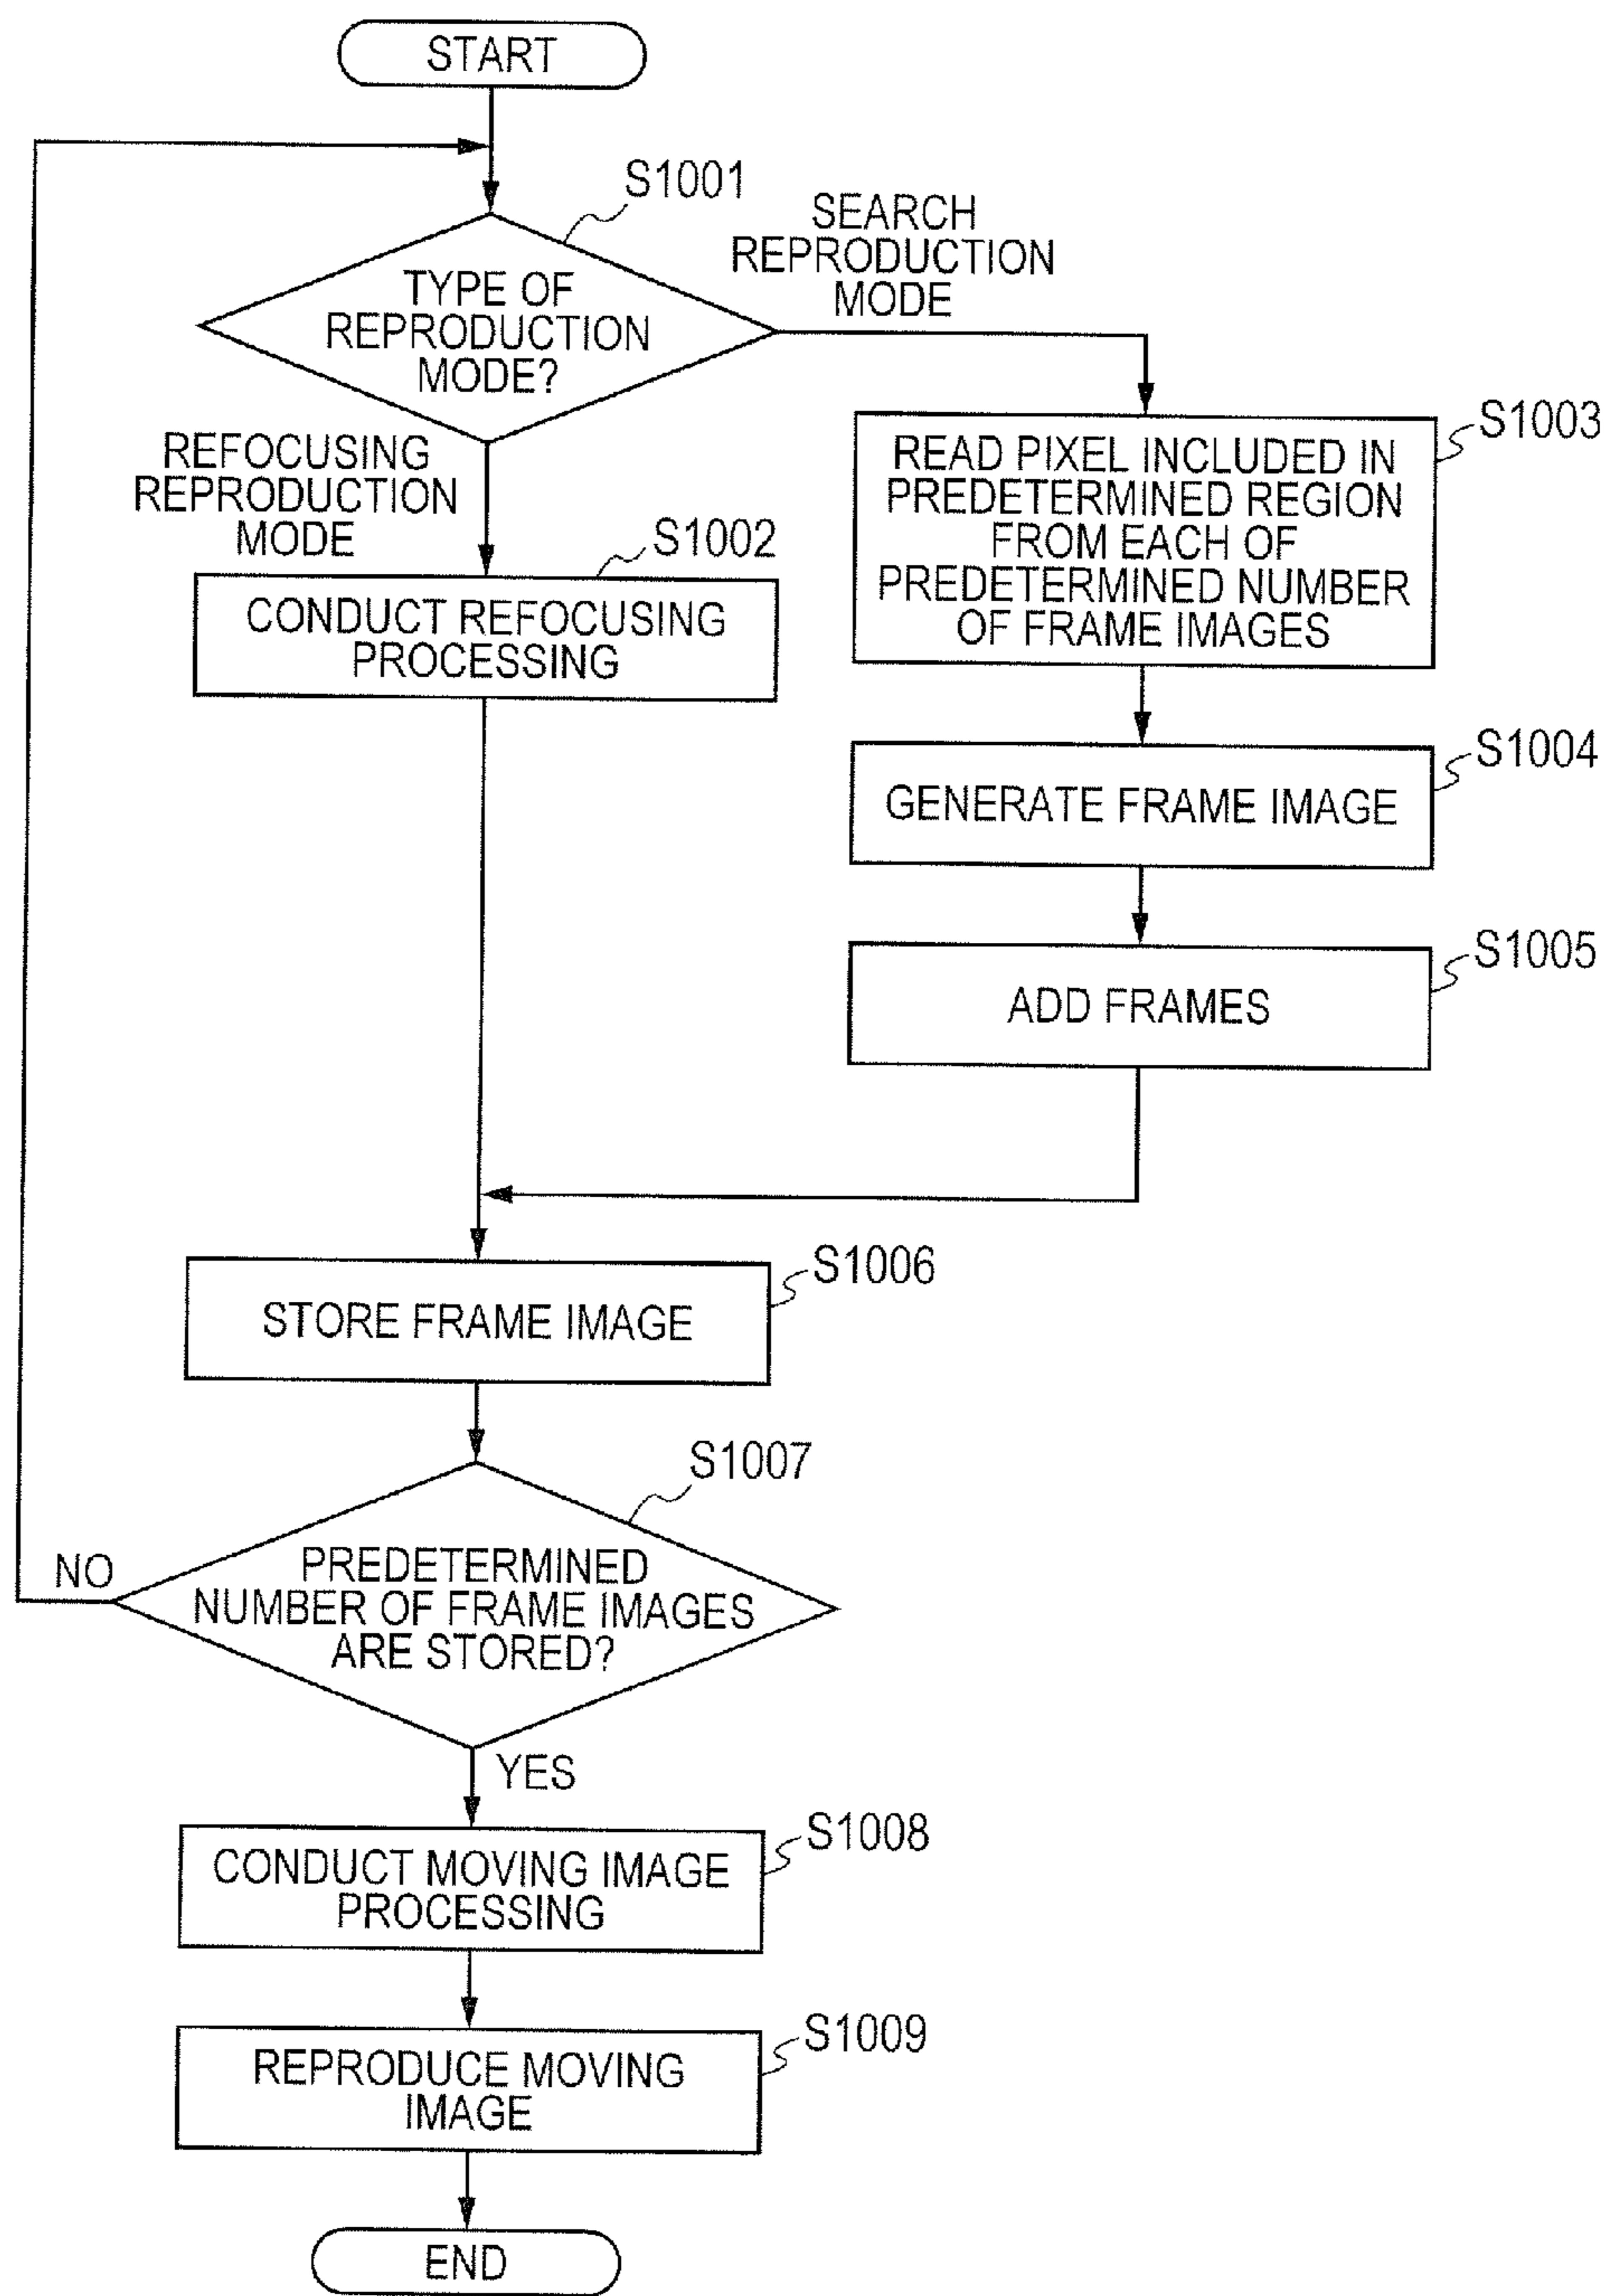 START
S1001
SEARCH
REPRODUCTION
MODE
TYPE OF
REPRODUCTION
MODE?
REFOCUSING
REPRODUCTION
MODE
S1002
CONDUCT REFOCUSING
PROCESSING
S1003
READ PIXEL INCLUDED IN
PREDETERMINED REGION
FROM EACH OF
PREDETERMINED NUMBER
OF FRAME IMAGES
S1004
GENERATE FRAME IMAGE
S1005
ADD FRAMES
S1006
STORE FRAME IMAGE
S1007
PREDETERMINED
NUMBER OF FRAME IMAGES
ARE STORED?
NO
YES
S1008
CONDUCT MOVING IMAGE
PROCESSING
S1009
REPRODUCE MOVING
IMAGE
END